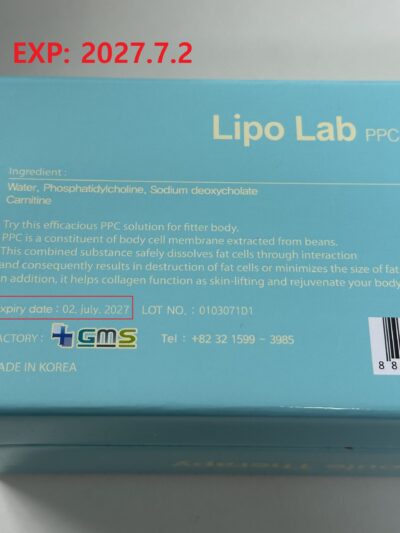 EXP: 2027.7.2
Lipo Lab PPC
Ingredient :
Water, Phosphatidylcholine, Sodium deoxycholate
Carnitine
Try this efficacious PPC solution for fitter body.
PPC is a constituent of body cell membrane extracted from beans.
This combined substance safely dissolves fat cells through interaction
and consequently results in destruction of fat cells or minimizes the size of fat
n addition, it helps collagen function as skin-lifting and rejuvenate your body
xpiry date : 02, july. 2027 LOT NO. : 0103071D1
ACTORY : GMS Tel : +82 32 1599 - 3985
ADE IN KOREA
8 8
Therapy